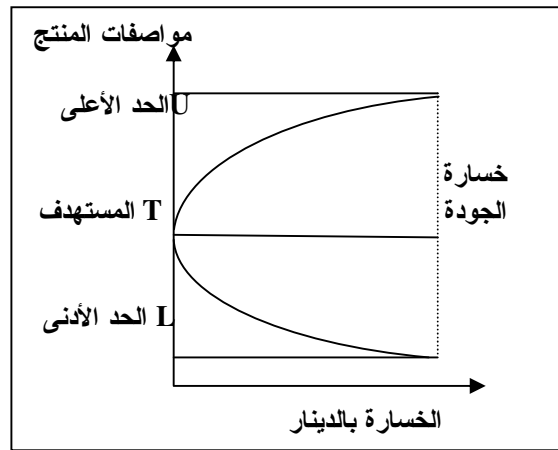 مواصفات المنتج
الحد الأعلى U
خسارة
الجودة
المستهدف T
الحد الأدنى L
الخسارة بالدينار